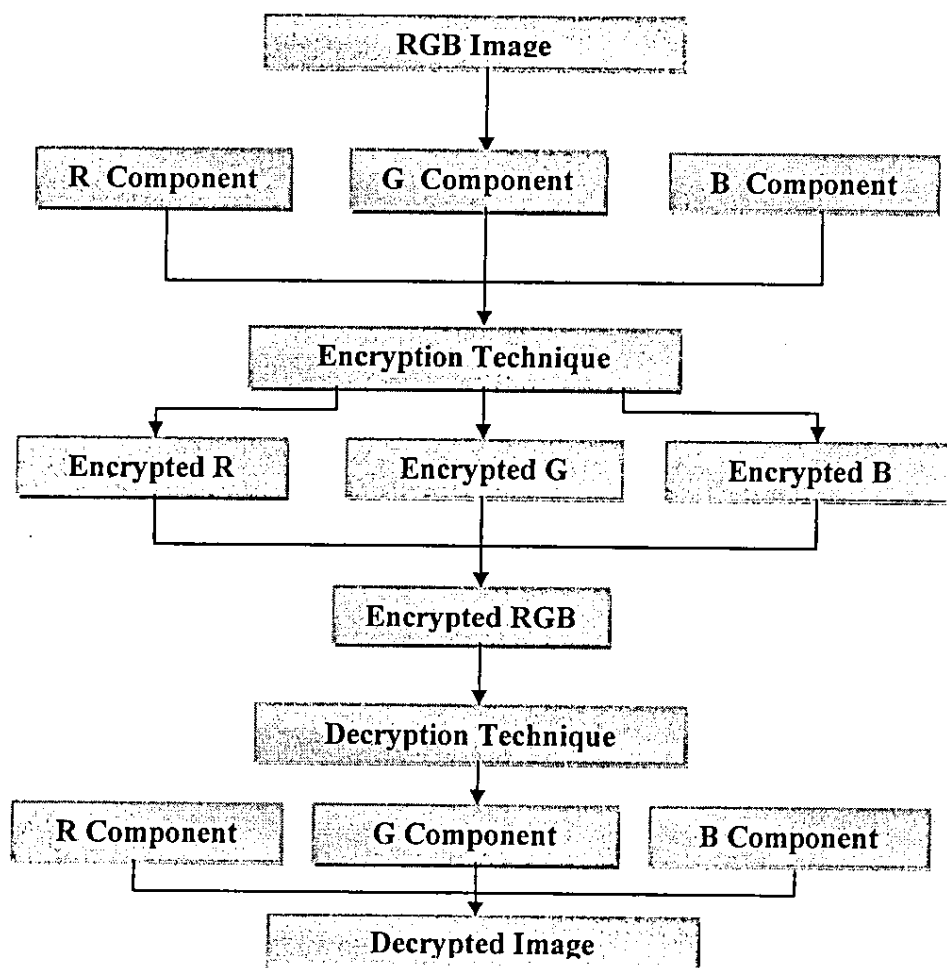 RGB Image
R Component
G Component
B Component
Encryption Technique
Encrypted R
Encrypted G
Encrypted B
Encrypted RGB
Decryption Technique
R Component
G Component
B Component
Decrypted Image